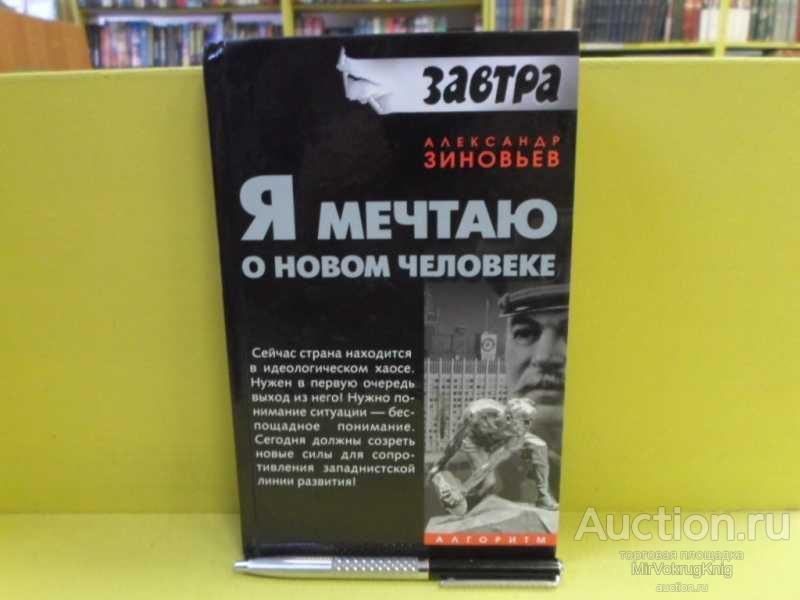 ЗАВТРА
АЛЕКСАНДР
ЗИНОВЬЕВ
Я МЕЧТАЮ
О НОВОМ ЧЕЛОВЕКЕ
Сейчас страна находится
в идеологическом хаосе.
Нужен в первую очередь
выход из него! Нужно по-
нимание ситуации — бес-
пощадное понимание.
Сегодня должны созреть
новые силы для сопро-
тивления западнистской
линии развития!
АЛГОРИТМ
Auction.ru
торговая площадка
MirVokrugKnig
auction.ru